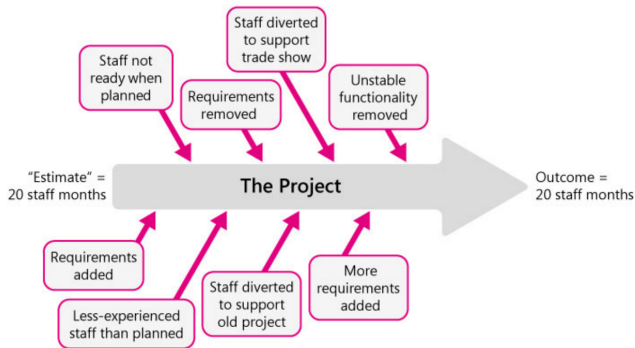 Staff diverted
to support
trade show
Staff not
ready when
planned
Requirements
removed
Unstable
functionality
removed
"Estimate" =
20 staff months
The Project
Outcome =
20 staff months
Requirements
added
Less-experienced
staff than planned
Staff diverted
to support
old project
More
requirements
added